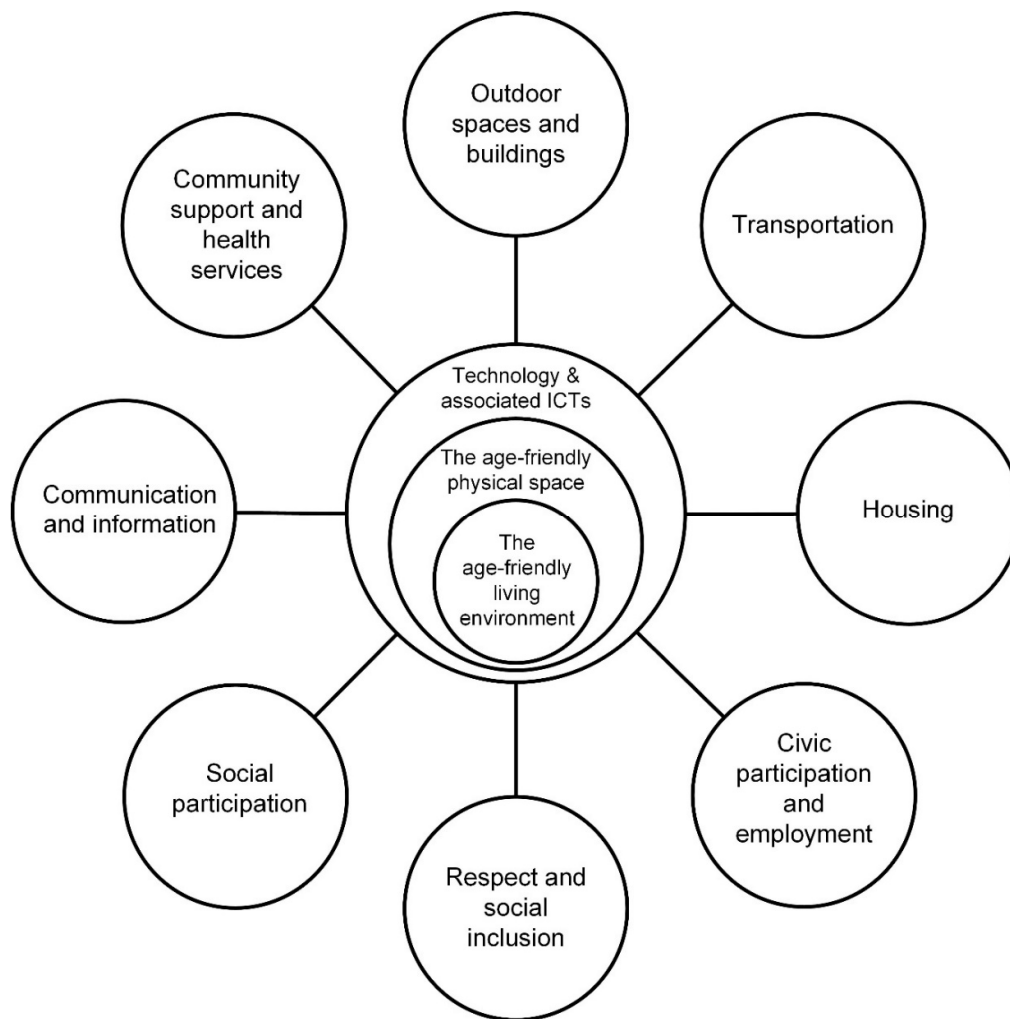 Outdoor
spaces and
buildings
Transportation
Housing
Civic
participation
and
employment
Respect and
social
inclusion
Social
participation
Communication
and information
Community
support and
health
services
Technology &
associated ICTs
The age-friendly
physical space
The
age-friendly
living
environment